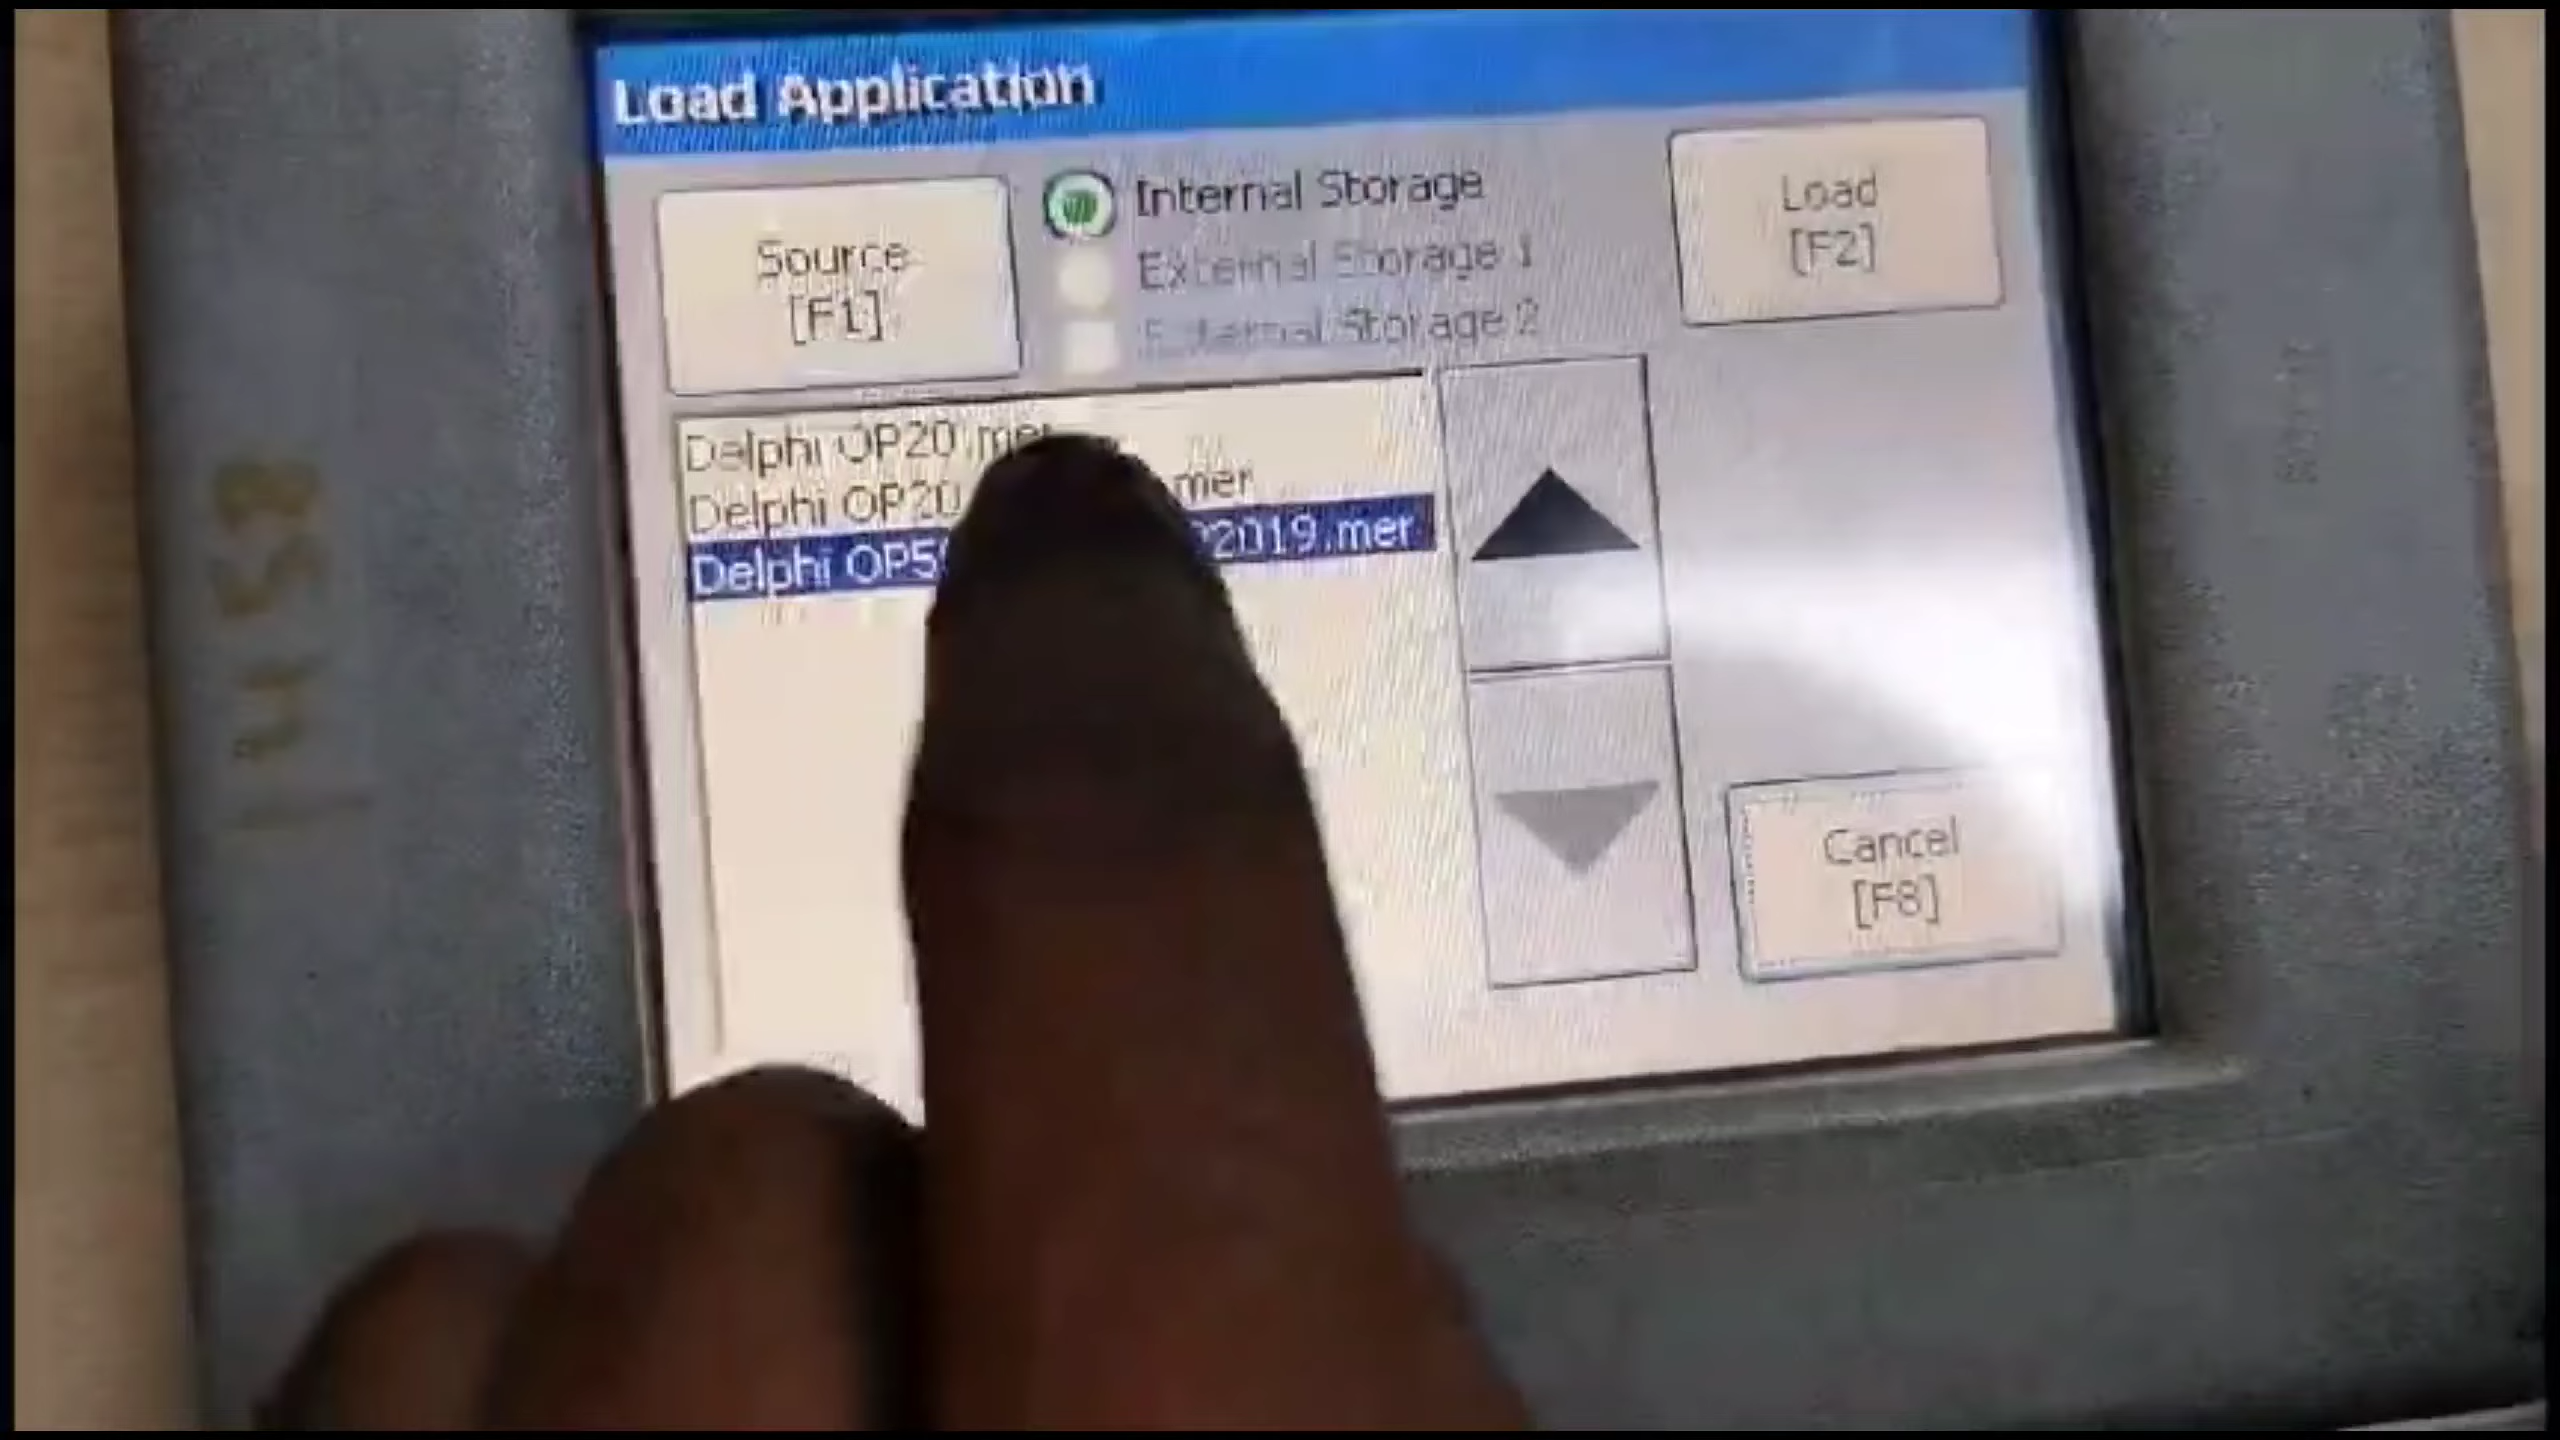 Load Application
Source
[F1]
Internal Storage
External Storage 1
External Storage 2
Load
[F2]
Delphi OP20.mer
Delphi OP20 .mer
Delphi OP5 2019.mer
Cancel
[F8]